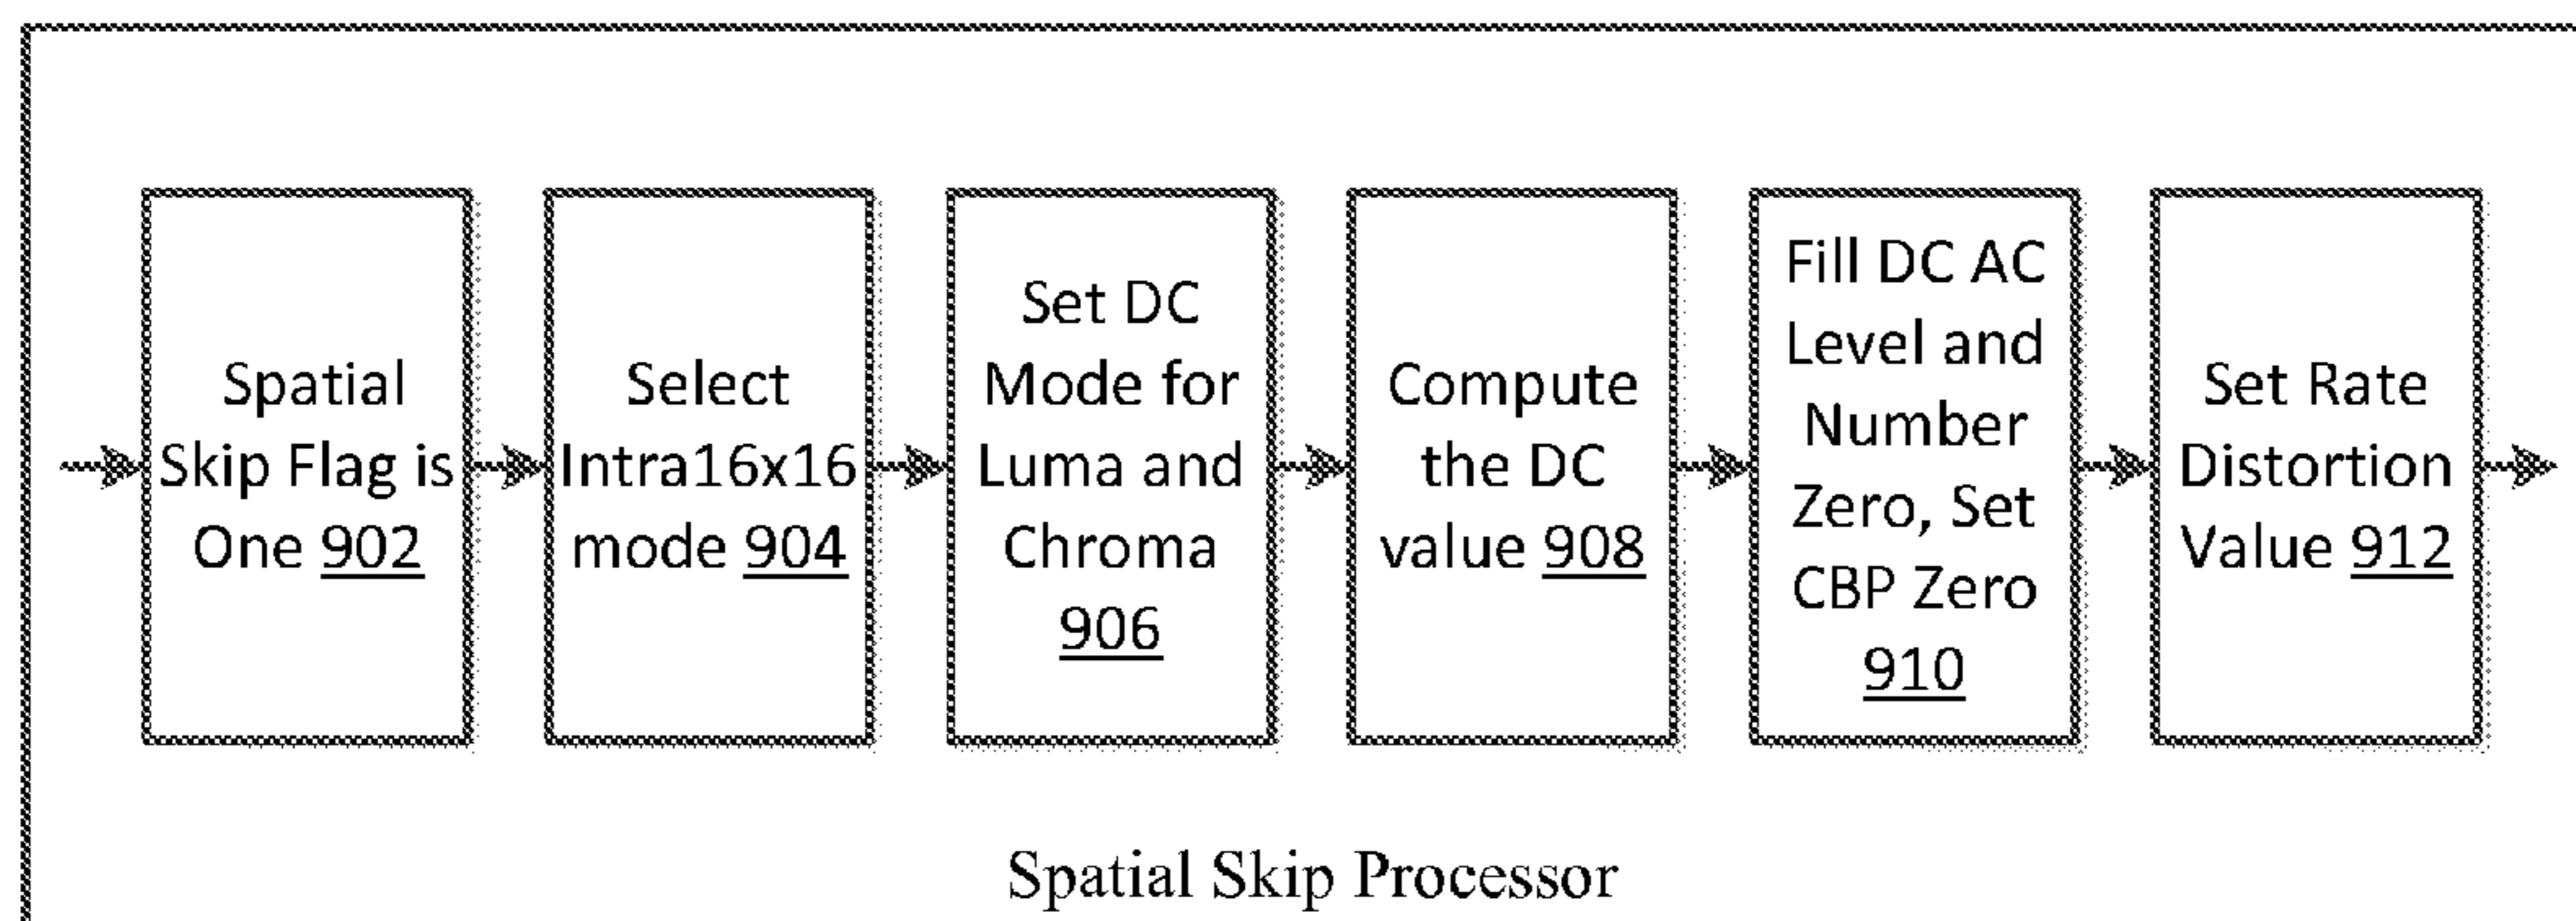 Spatial
Skip Flag is
One 902
Select
Intra16x16
mode 904
Set DC
Mode for
Luma and
Chroma
906
Compute
the DC
value 908
Fill DC AC
Level and
Number
Zero, Set
CBP Zero
910
Set Rate
Distortion
Value 912
Spatial Skip Processor